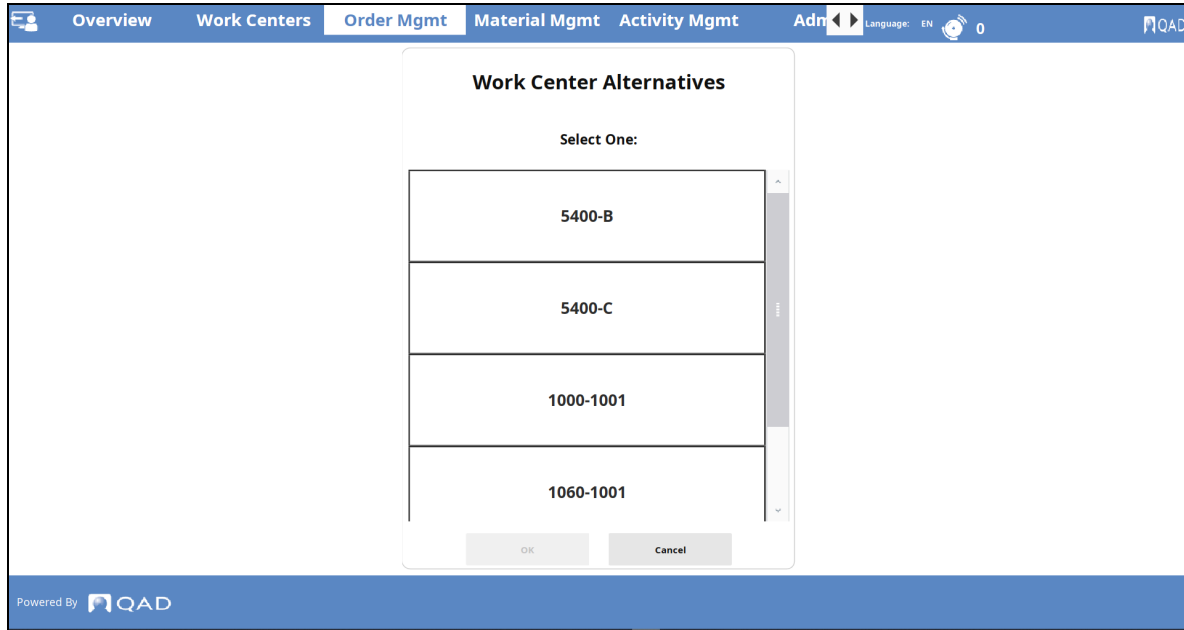 Overview Work Centers Order Mgmt Material Mgmt Activity Mgmt Adm Language: EN 0 QAD
Work Center Alternatives
Select One:
5400-B
5400-C
1000-1001
1060-1001
OK Cancel
Powered By QAD